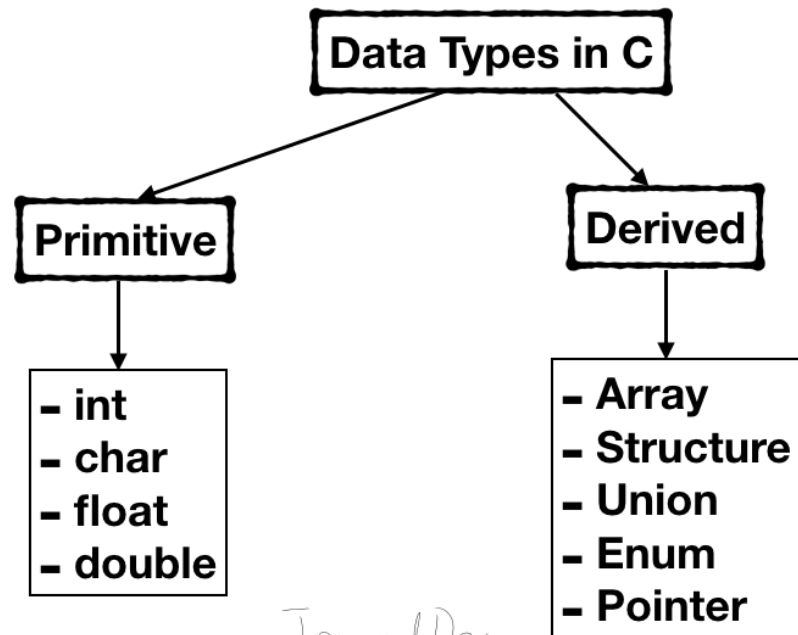 Data Types in C
Primitive
Derived
- int
- char
- float
- double
- Array
- Structure
- Union
- Enum
- Pointer